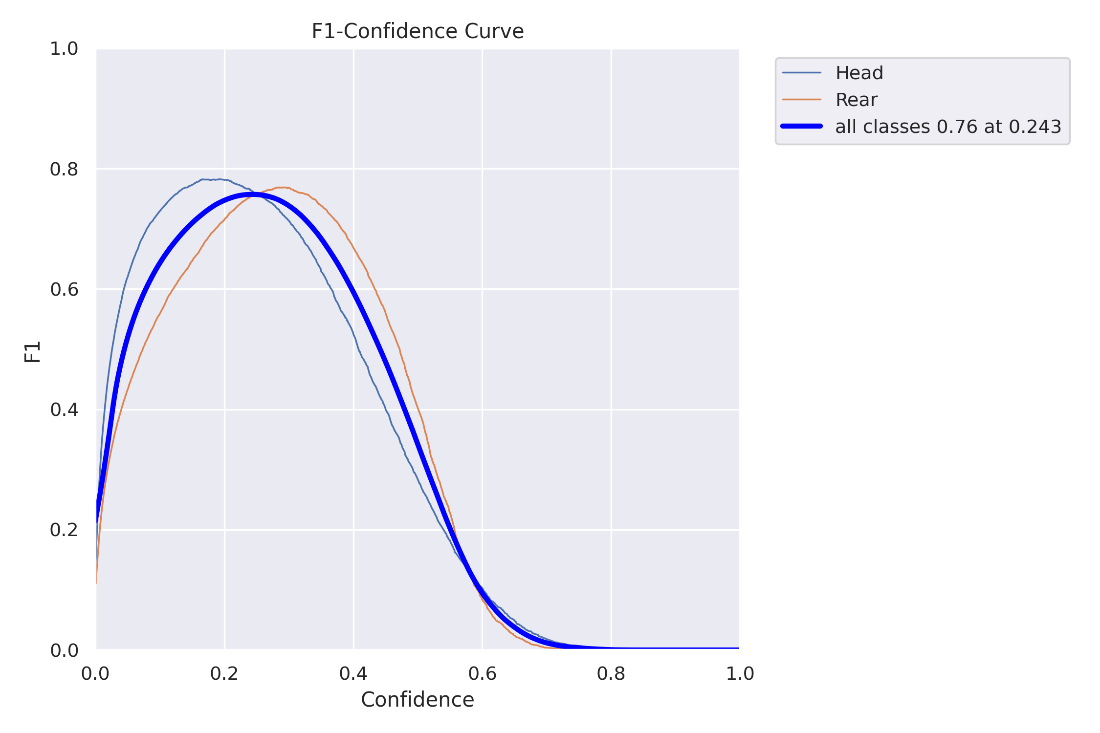 F1-Confidence Curve
1.0
0.8
0.6
0.4
0.2
0.0
F1
0.0 0.2 0.4 0.6 0.8 1.0
Confidence
Head
Rear
all classes 0.76 at 0.243